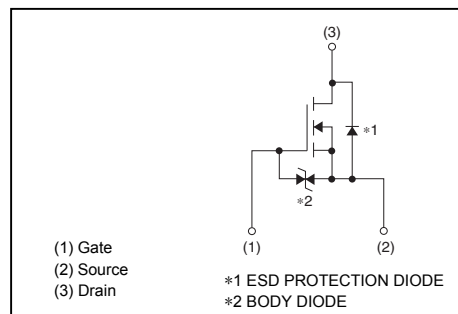 (3)
*1
*2
(1)
(2)
(1) Gate
(2) Source
(3) Drain
*1 ESD PROTECTION DIODE
*2 BODY DIODE